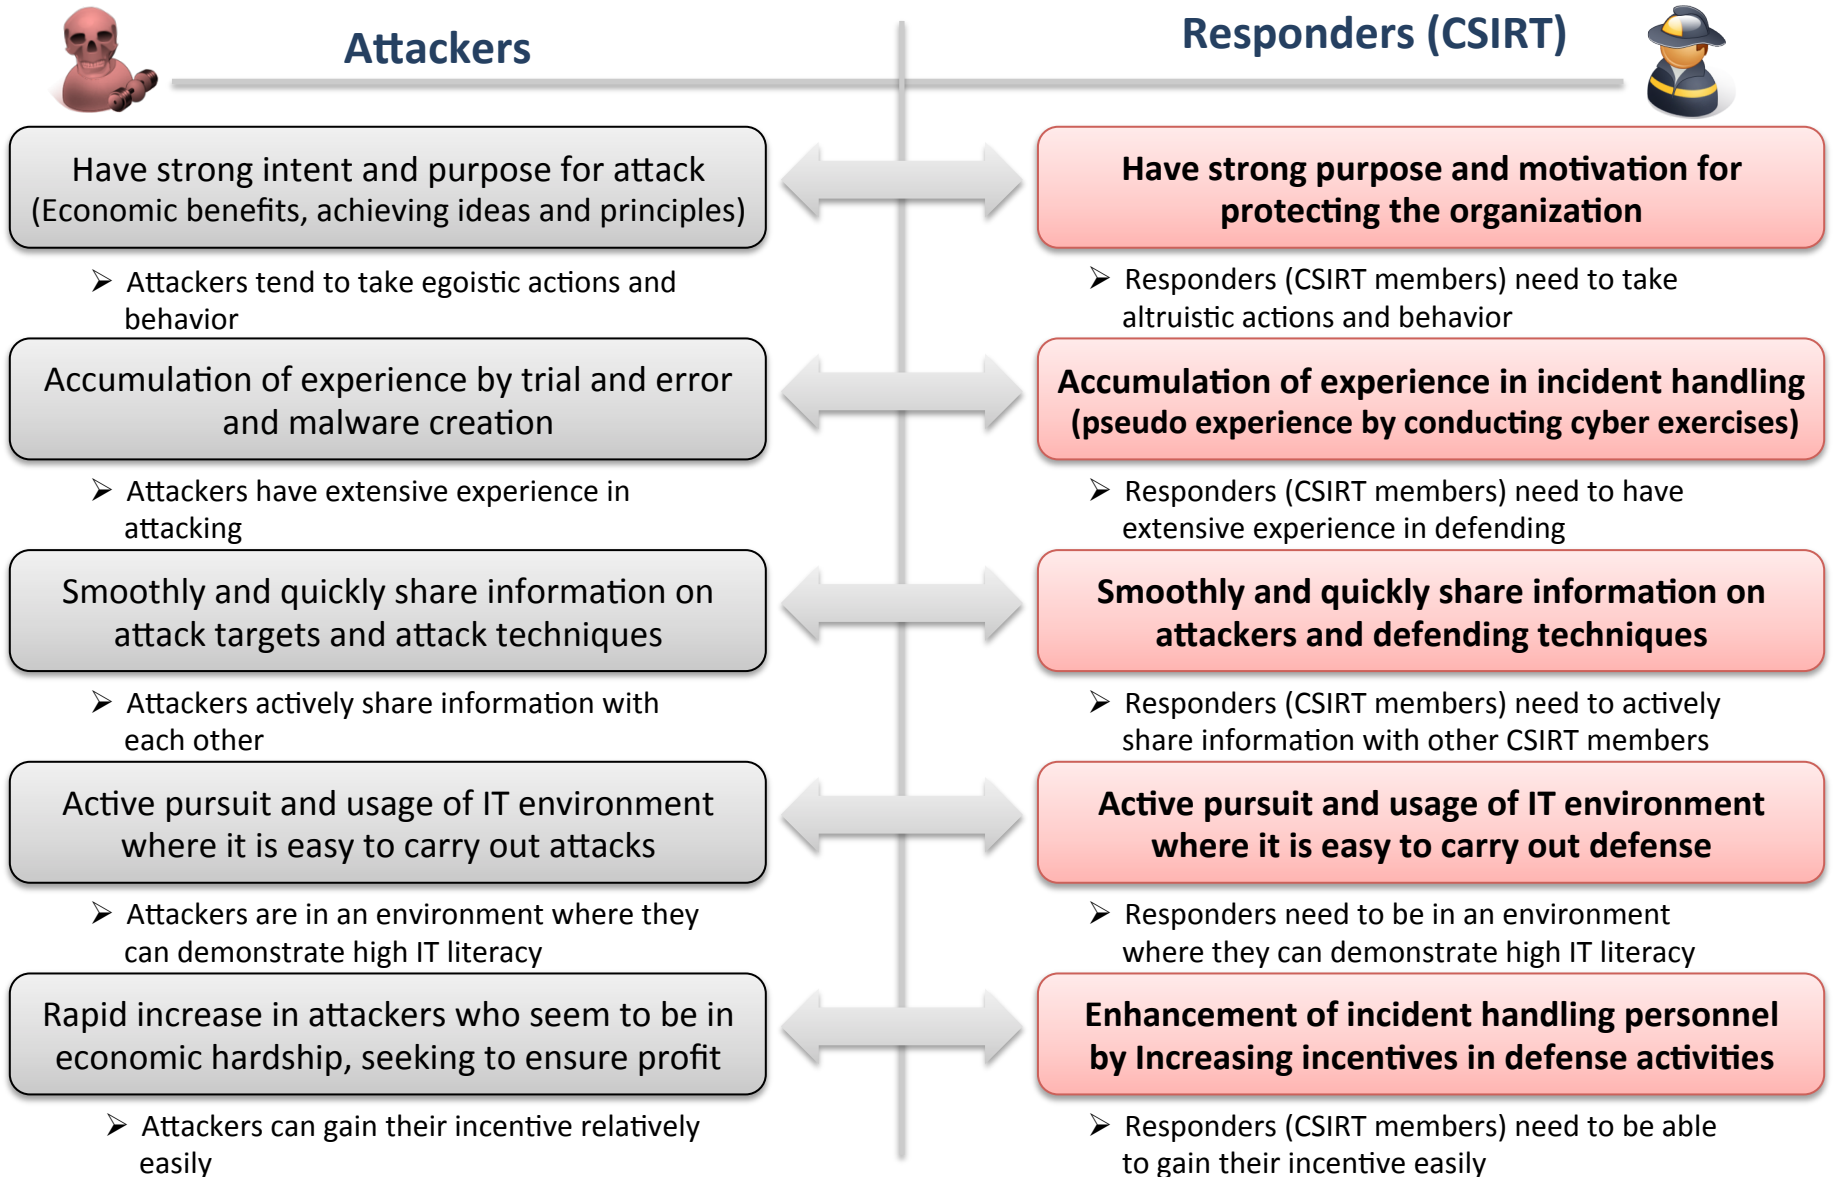 Attackers
Responders (CSIRT)
Have strong intent and purpose for attack
(Economic benefits, achieving ideas and principles)
Have strong purpose and motivation for
protecting the organization
➢ Attackers tend to take egoistic actions and
behavior
➢ Responders (CSIRT members) need to take
altruistic actions and behavior
Accumulation of experience by trial and error
and malware creation
Accumulation of experience in incident handling
(pseudo experience by conducting cyber exercises)
➢ Attackers have extensive experience in
attacking
➢ Responders (CSIRT members) need to have
extensive experience in defending
Smoothly and quickly share information on
attack targets and attack techniques
Smoothly and quickly share information on
attackers and defending techniques
➢ Attackers actively share information with
each other
➢ Responders (CSIRT members) need to actively
share information with other CSIRT members
Active pursuit and usage of IT environment
where it is easy to carry out attacks
Active pursuit and usage of IT environment
where it is easy to carry out defense
➢ Attackers are in an environment where they
can demonstrate high IT literacy
➢ Responders need to be in an environment
where they can demonstrate high IT literacy
Rapid increase in attackers who seem to be in
economic hardship, seeking to ensure profit
Enhancement of incident handling personnel
by Increasing incentives in defense activities
➢ Attackers can gain their incentive relatively
easily
➢ Responders (CSIRT members) need to be able
to gain their incentive easily